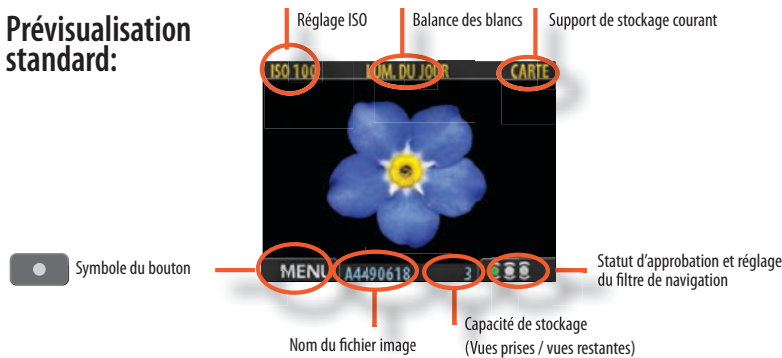 Prévisualisation
standard:
Réglage ISO
Balance des blancs
Support de stockage courant
ISO 100
LUM. DU JOUR
CARTE
Symbole du bouton
MENU
A4490618
3
Statut d'approbation et réglage
du filtre de navigation
Nom du fichier image
Capacité de stockage
(Vues prises / vues restantes)